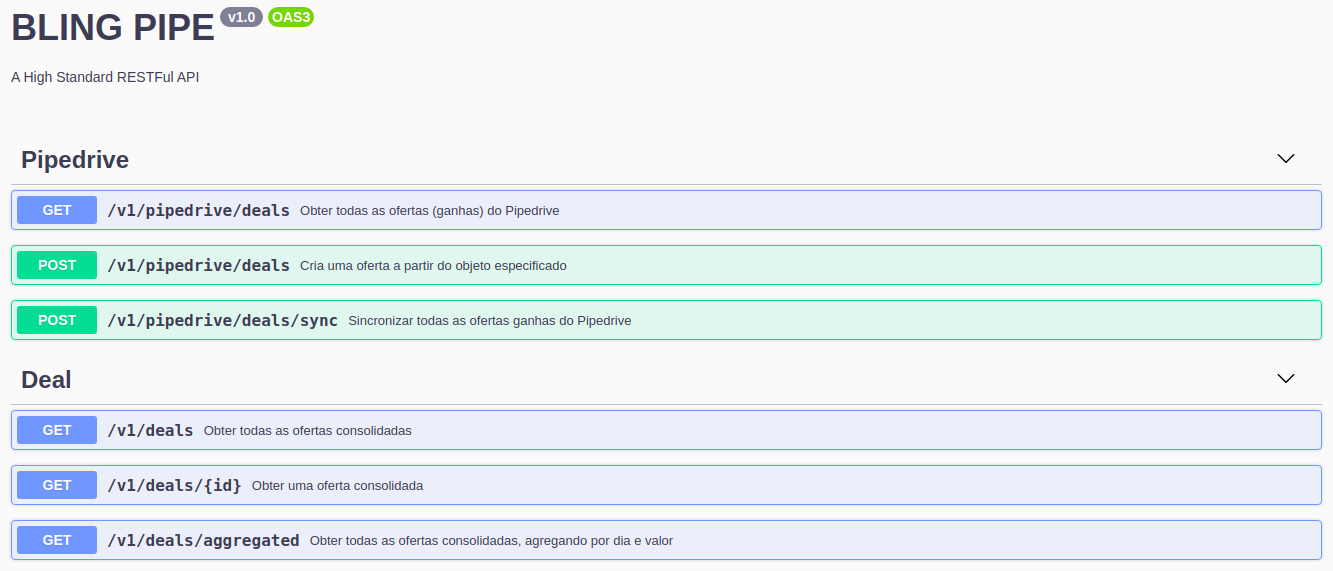 BLING PIPE v1.0 OAS3
A High Standard RESTFul API
Pipedrive
GET /v1/pipedrive/deals Obter todas as ofertas (ganhas) do Pipedrive
POST /v1/pipedrive/deals Cria uma oferta a partir do objeto especificado
POST /v1/pipedrive/deals/sync Sincronizar todas as ofertas ganhas do Pipedrive
Deal
GET /v1/deals Obter todas as ofertas consolidadas
GET /v1/deals/{id} Obter uma oferta consolidada
GET /v1/deals/aggregated Obter todas as ofertas consolidadas, agregando por dia e valor